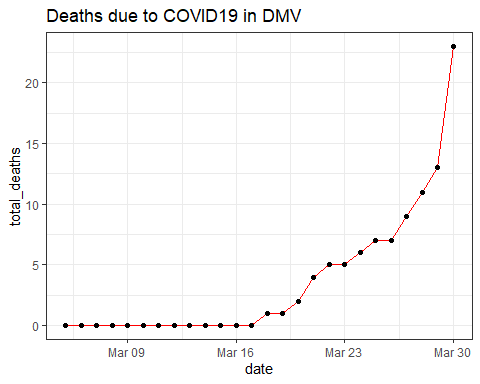 Deaths due to COVID19 in DMV
total_deaths
20
15
10
5
0
Mar 09
Mar 16
Mar 23
Mar 30
date